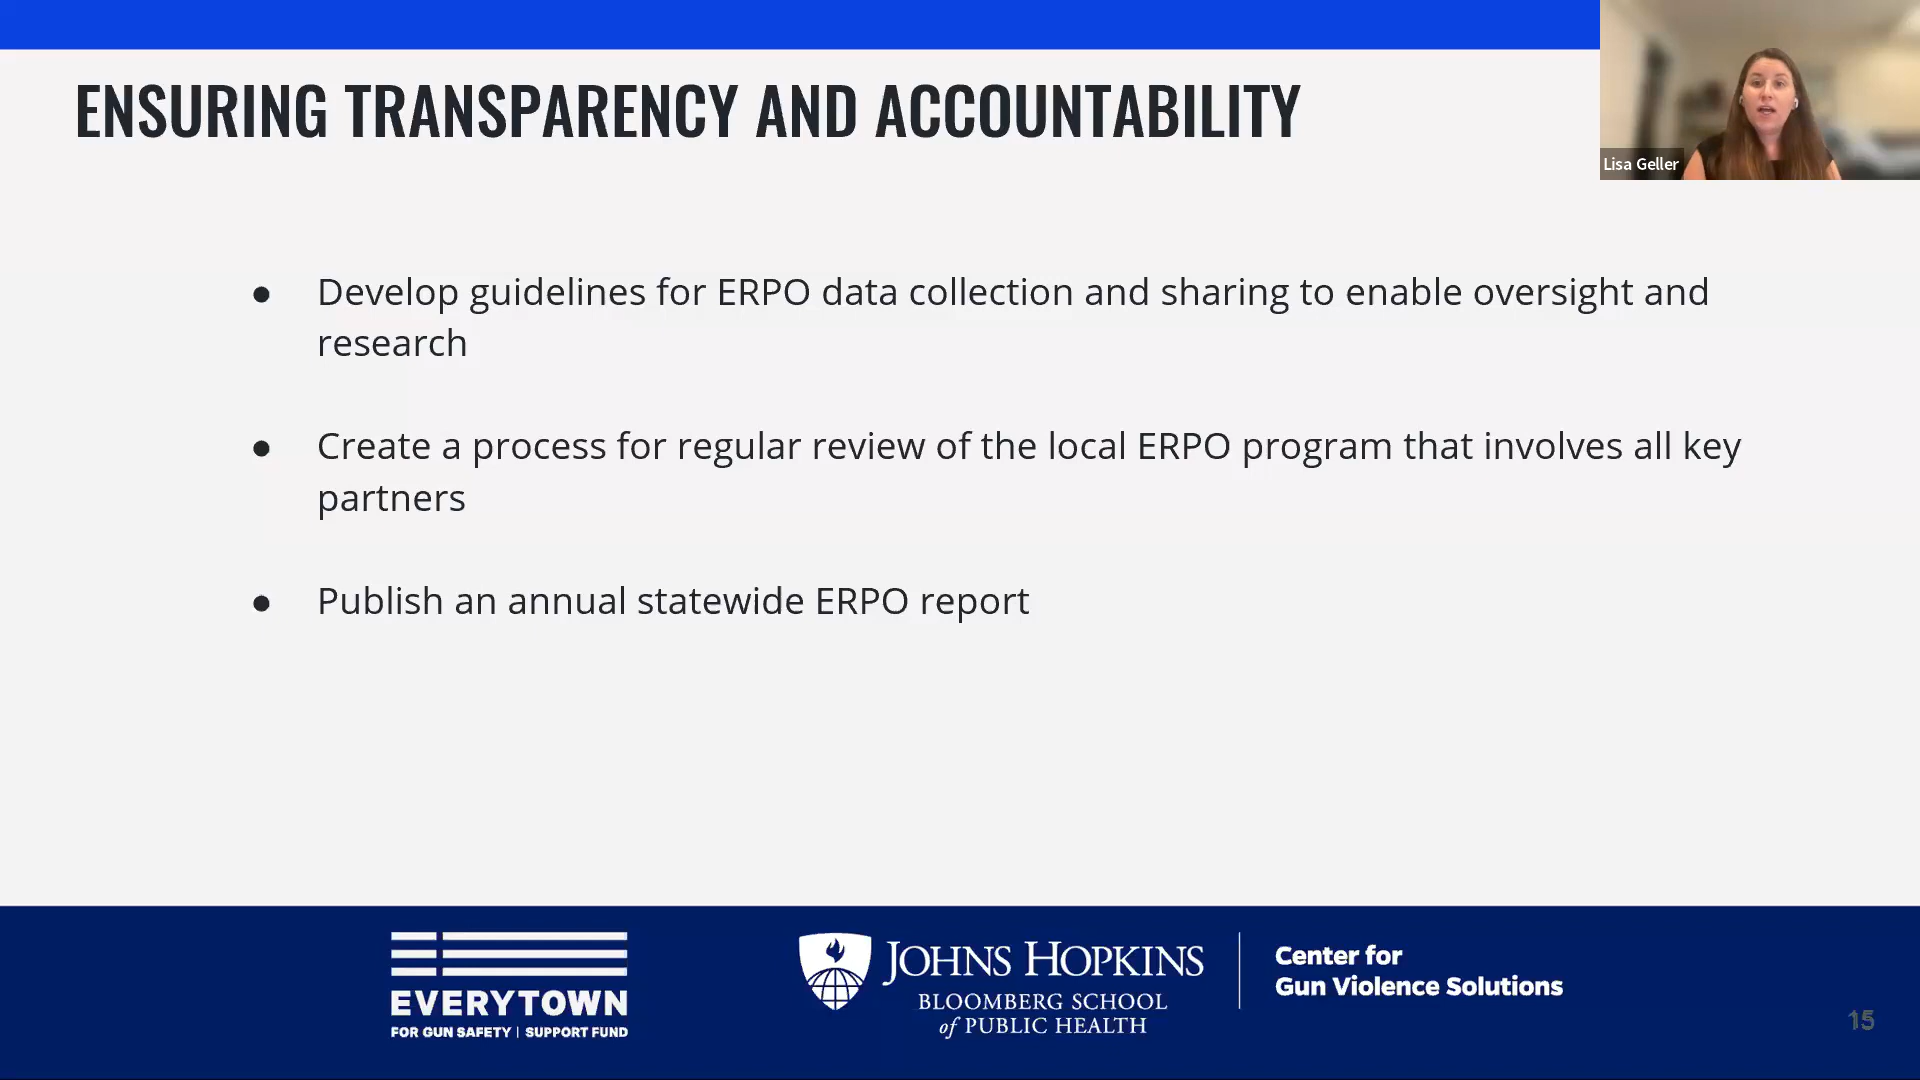 ENSURING TRANSPARENCY AND ACCOUNTABILITY
Lisa Geller
● Develop guidelines for ERPO data collection and sharing to enable oversight and
research
● Create a process for regular review of the local ERPO program that involves all key
partners
● Publish an annual statewide ERPO report
EVERYTOWN
FOR GUN SAFETY | SUPPORT FUND
JOHNS HOPKINS
BLOOMBERG SCHOOL
of PUBLIC HEALTH
Center for
Gun Violence Solutions
15